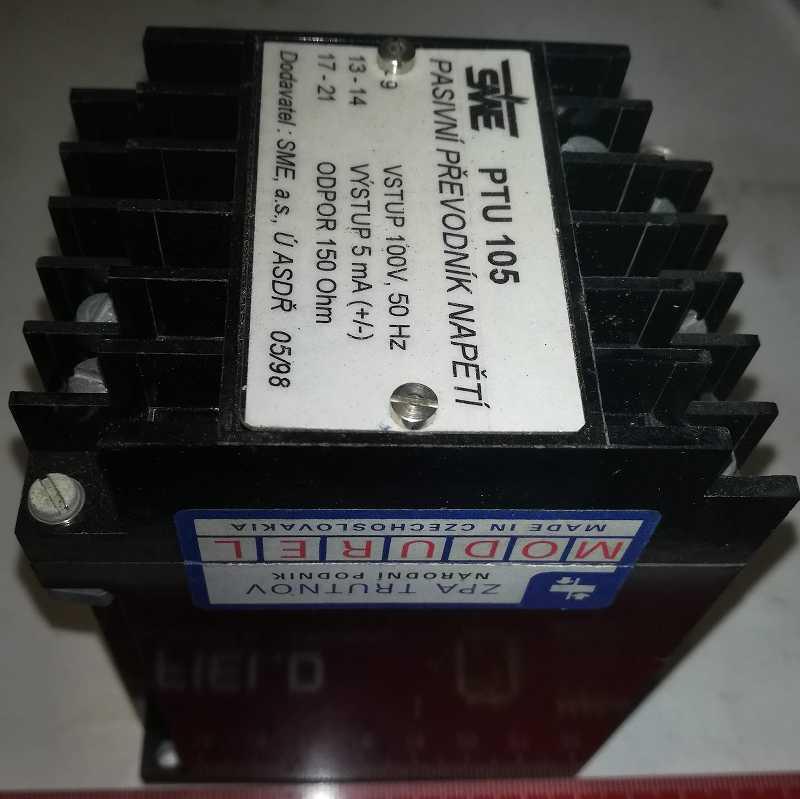 SME PTU 105
PASIVNÍ PŘEVODNÍK NAPĚTÍ
-9 VSTUP 100V, 50 Hz
13 - 14 VÝSTUP 5 mA (+/-)
17 - 21 ODPOR 150 Ohm
Dodavatel : SME, a.s., Ú ASDŘ 05/98
ZPA TRUTNOV
NÁRODNÍ PODNIK
MODUREL
MADE IN CZECHOSLOVAKIA